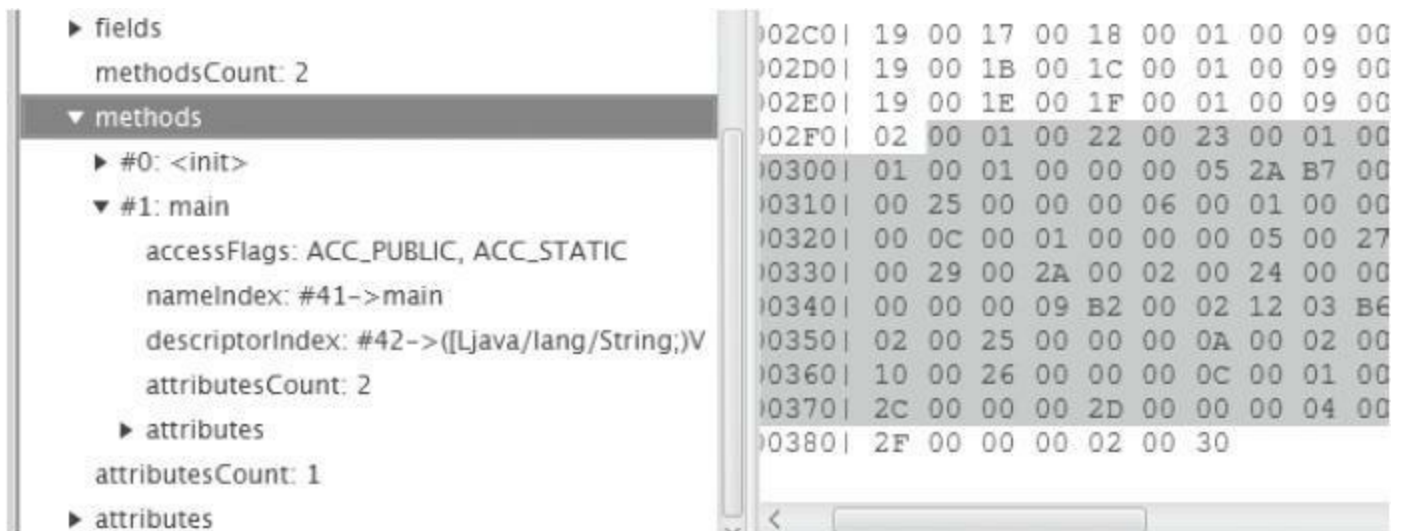 ▶ fields
methodsCount: 2
▼ methods
▶ #0: <init>
▼ #1: main
accessFlags: ACC_PUBLIC, ACC_STATIC
nameIndex: #41->main
descriptorIndex: #42->([Ljava/lang/String;)V
attributesCount: 2
▶ attributes
attributesCount: 1
▶ attributes
002C0| 19 00 17 00 18 00 01 00 09 00
002D0| 19 00 1B 00 1C 00 01 00 09 00
002E0| 19 00 1E 00 1F 00 01 00 09 00
002F0| 02 00 01 00 22 00 23 00 01 00
00300| 01 00 01 00 00 00 05 2A B7 00
00310| 00 25 00 00 00 06 00 01 00 00
00320| 00 0C 00 01 00 00 00 05 00 27
00330| 00 29 00 2A 00 02 00 24 00 00
00340| 00 00 00 09 B2 00 02 12 03 B6
00350| 02 00 25 00 00 00 0A 00 02 00
00360| 10 00 26 00 00 00 0C 00 01 00
00370| 2C 00 00 00 2D 00 00 00 04 00
00380| 2F 00 00 00 02 00 30